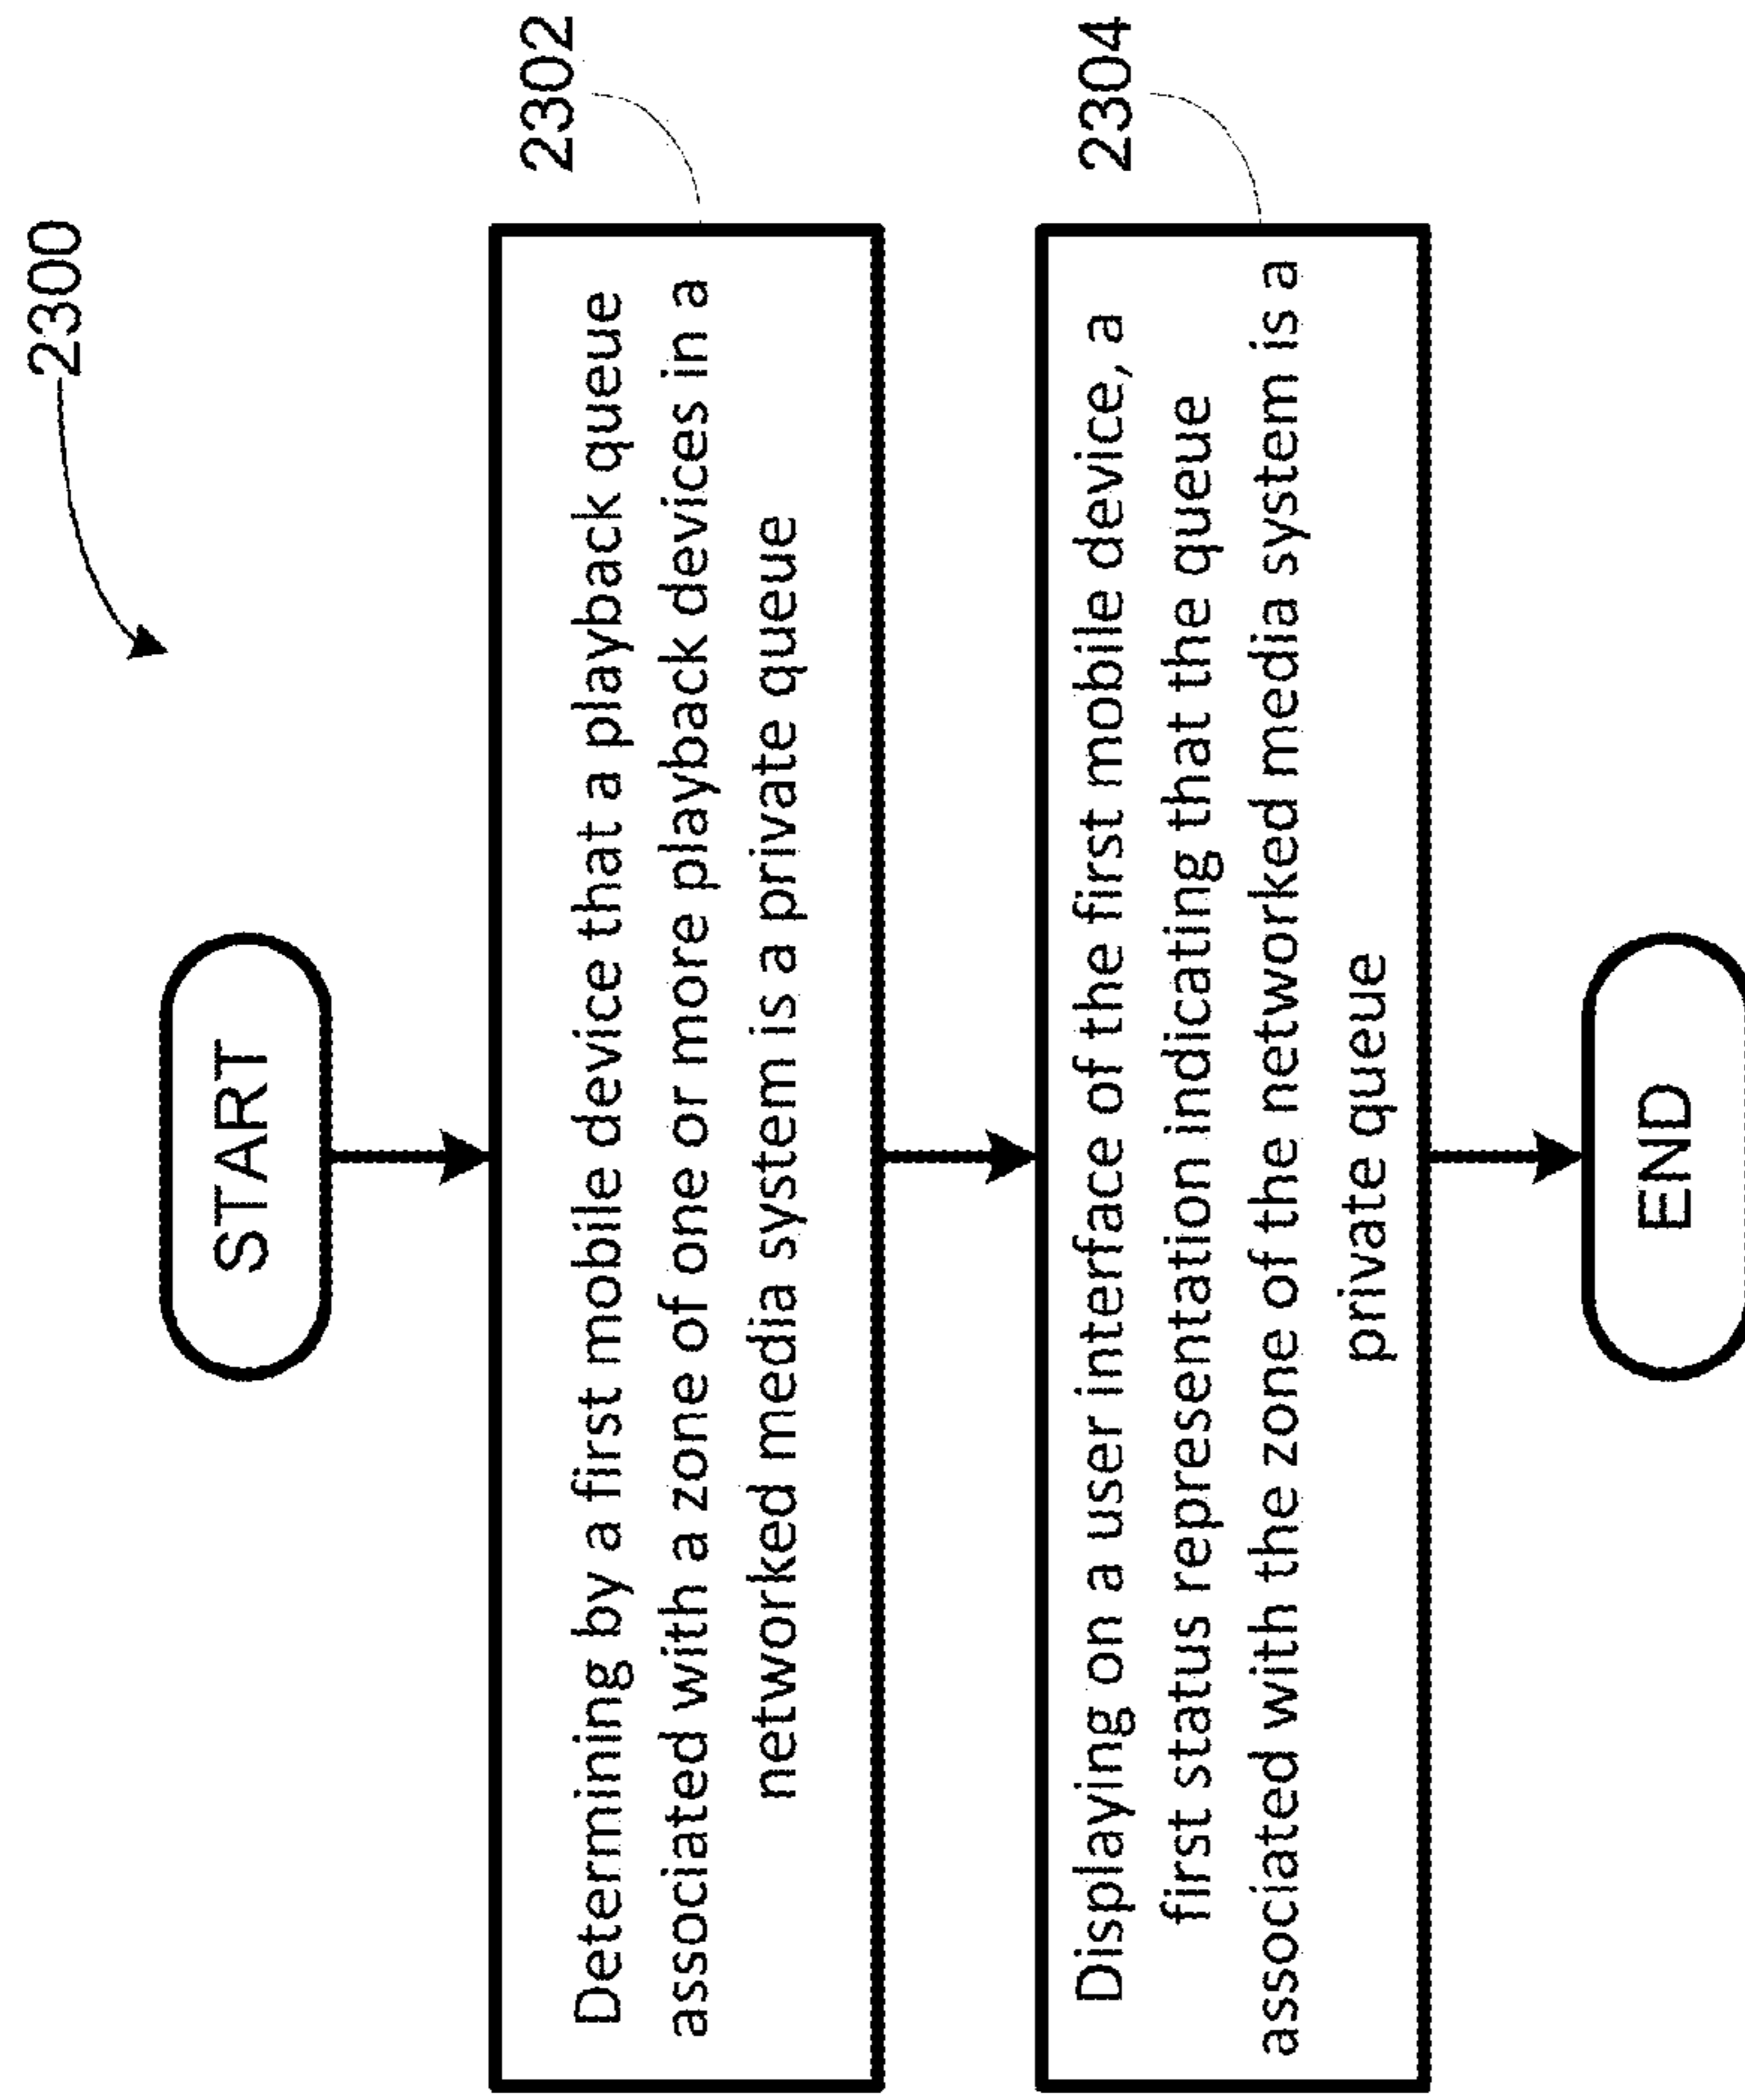 2300
START
Determining by a first mobile device that a playback queue
associated with a zone of one or more playback devices in a
networked media system is a private queue
2302
Displaying on a user interface of the first mobile device, a
first status representation indicating that the queue
associated with the zone of the networked media system is a
private queue
2304
END